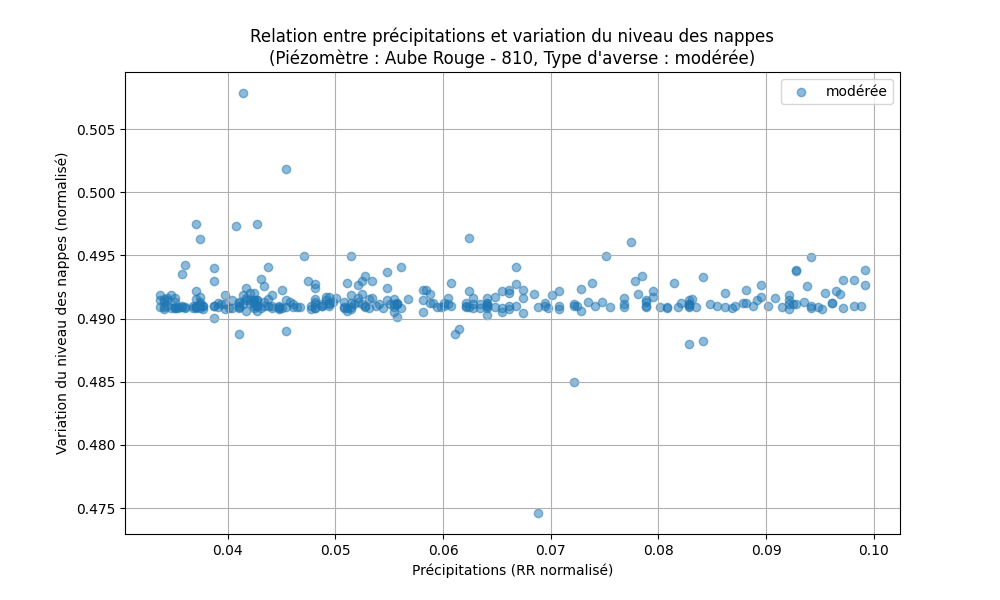 Relation entre précipitations et variation du niveau des nappes
(Piézomètre : Aube Rouge - 810, Type d'averse : modérée)
modérée
0.505
0.500
0.495
0.490
0.485
0.480
0.475
Variation du niveau des nappes (normalisé)
0.04 0.05 0.06 0.07 0.08 0.09 0.10
Précipitations (RR normalisé)